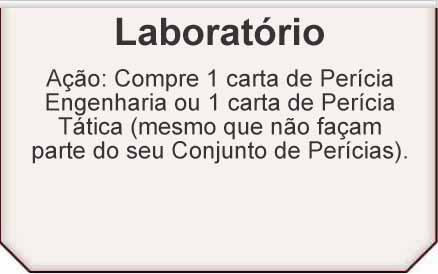 Laboratório
Ação: Compre 1 carta de Perícia
Engenharia ou 1 carta de Perícia
Tática (mesmo que não façam
parte do seu Conjunto de Perícias).